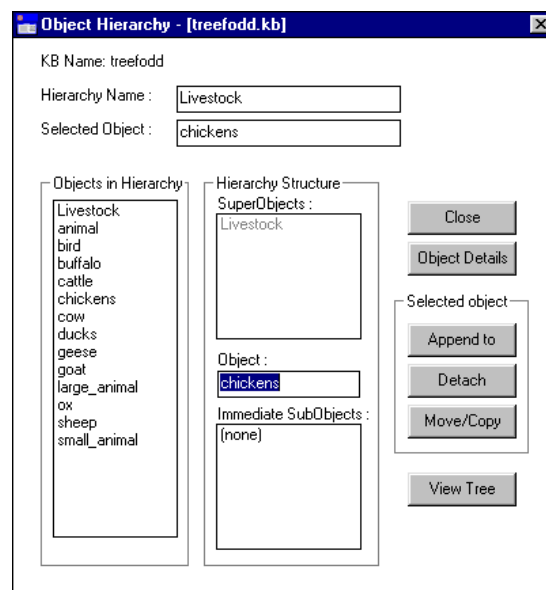 Object Hierarchy - [treefodd.kb]
KB Name: treefodd
Hierarchy Name :
Livestock
Selected Object :
chickens
Objects in Hierarchy
Livestock
animal
bird
buffalo
cattle
chickens
cow
ducks
geese
goat
large_animal
ox
sheep
small_animal
Hierarchy Structure
SuperObjects :
Livestock
Object :
chickens
Immediate SubObjects :
(none)
Close
Object Details
Selected object
Append to
Detach
Move/Copy
View Tree